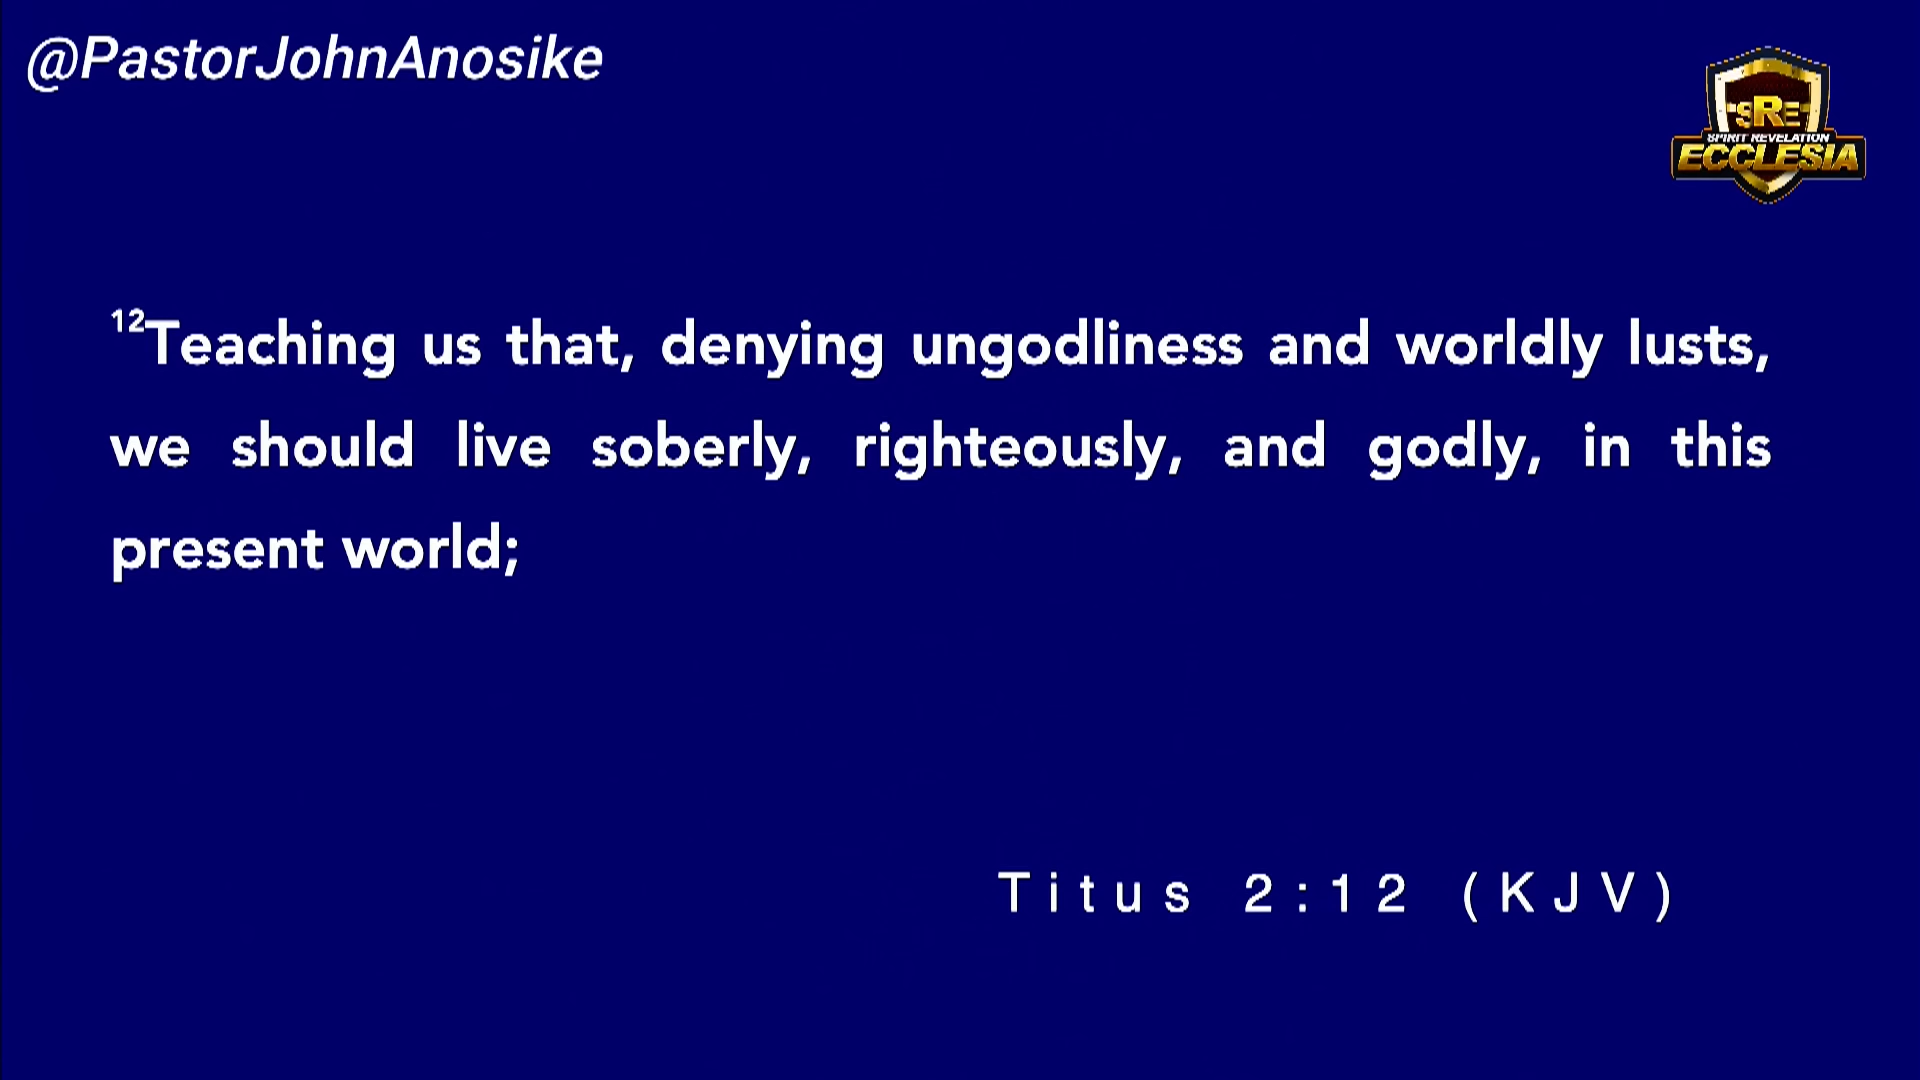 @PastorJohnAnosike
SRE
SPIRIT REVELATION
ECCLESIA
12Teaching us that, denying ungodliness and worldly lusts,
we should live soberly, righteously, and godly, in this
present world;
Titus 2:12 (KJV)